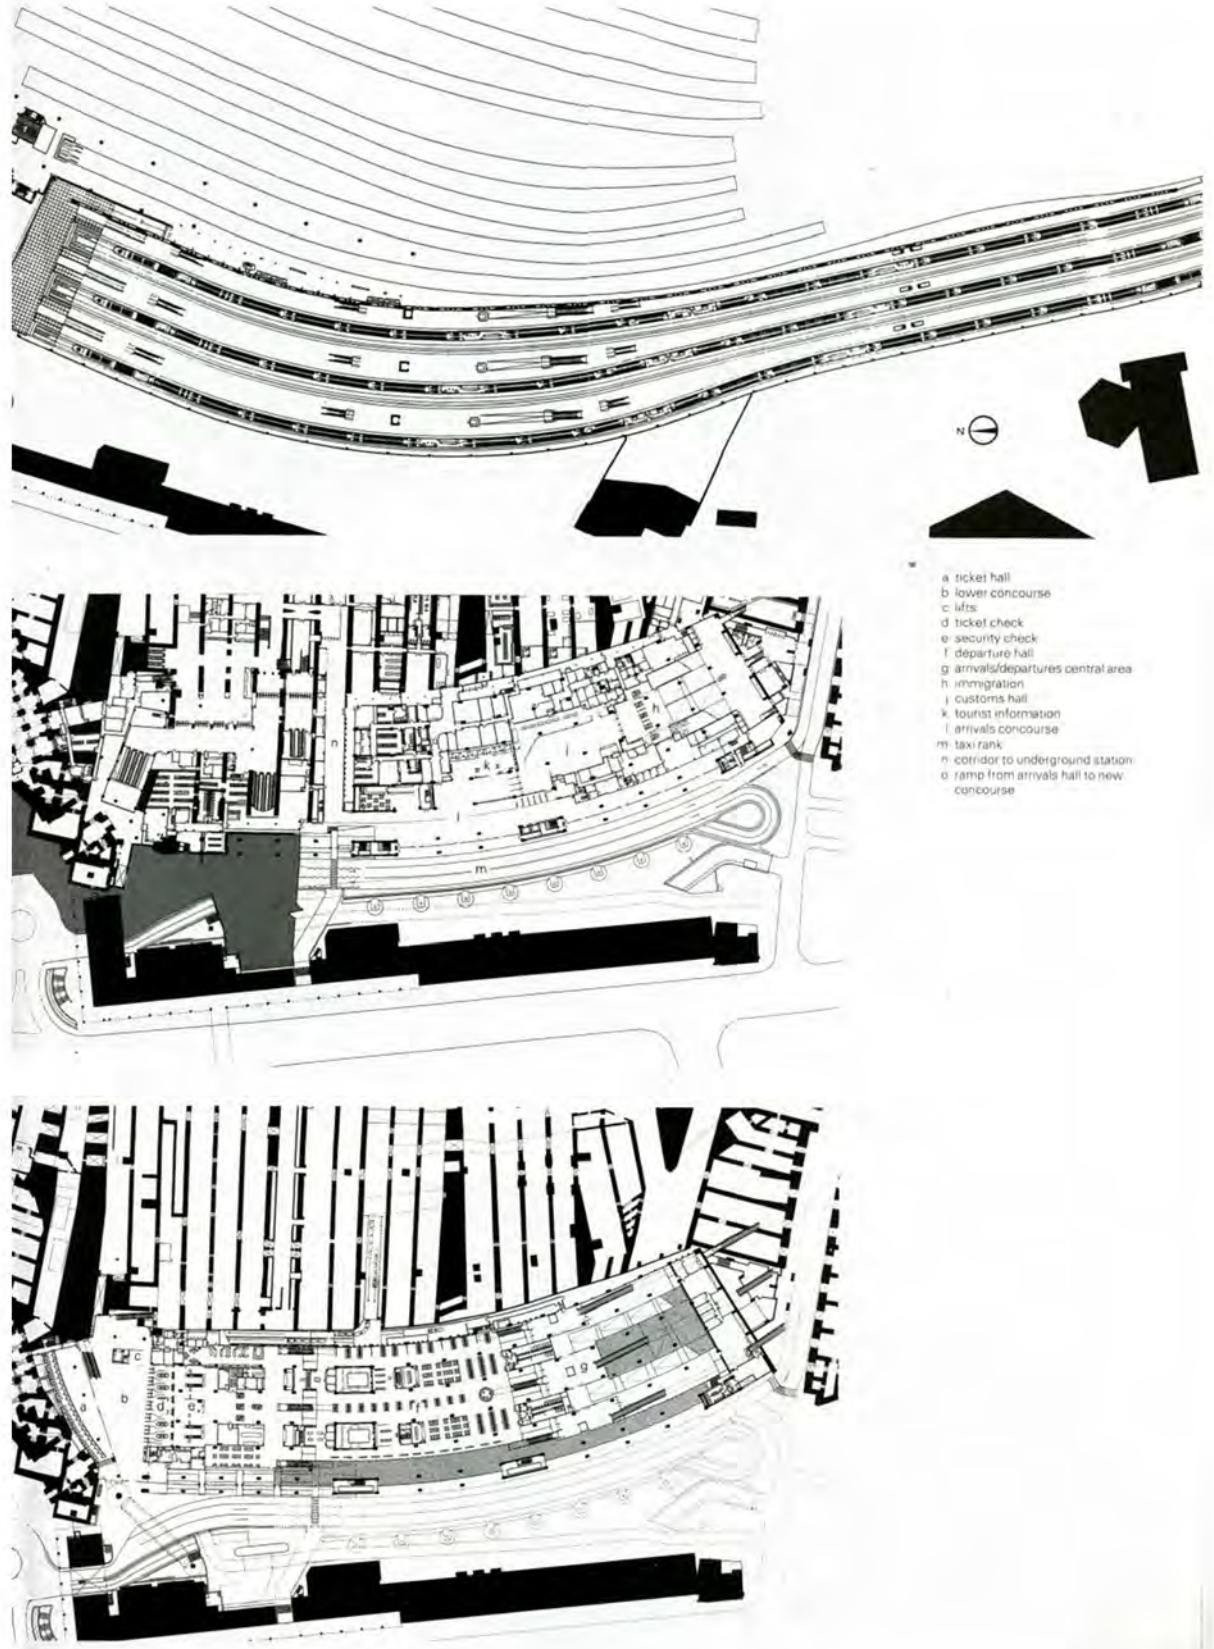 N
a ticket hall
b lower concourse
c lifts
d ticket check
e security check
f departure hall
g arrivals/departures central area
h immigration
j customs hall
k tourist information
l arrivals concourse
m taxi rank
n corridor to underground station
o ramp from arrivals hall to new
concourse
n
h
j
k
l
m
c
g
a
b
d
e
f